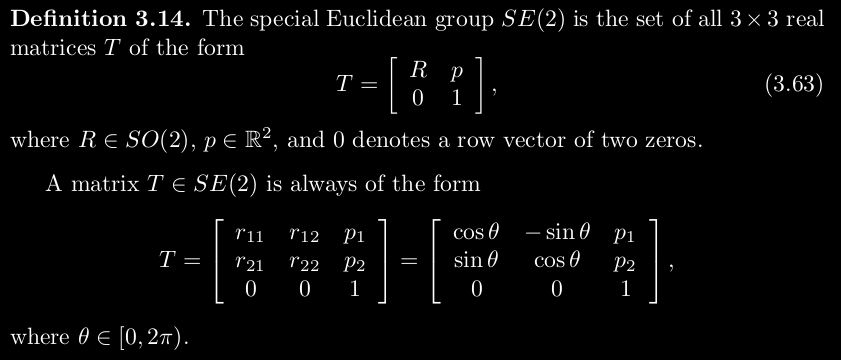 Definition 3.14. The special Euclidean group SE(2) is the set of all 3 × 3 real
matrices T of the form
T = [ R p ; 0 1 ], (3.63)
where R ∈ SO(2), p ∈ ℝ², and 0 denotes a row vector of two zeros.
A matrix T ∈ SE(2) is always of the form
T = [ r₁₁ r₁₂ p₁ ; r₂₁ r₂₂ p₂ ; 0 0 1 ] = [ cos θ − sin θ p₁ ; sin θ cos θ p₂ ; 0 0 1 ],
where θ ∈ [0, 2π).